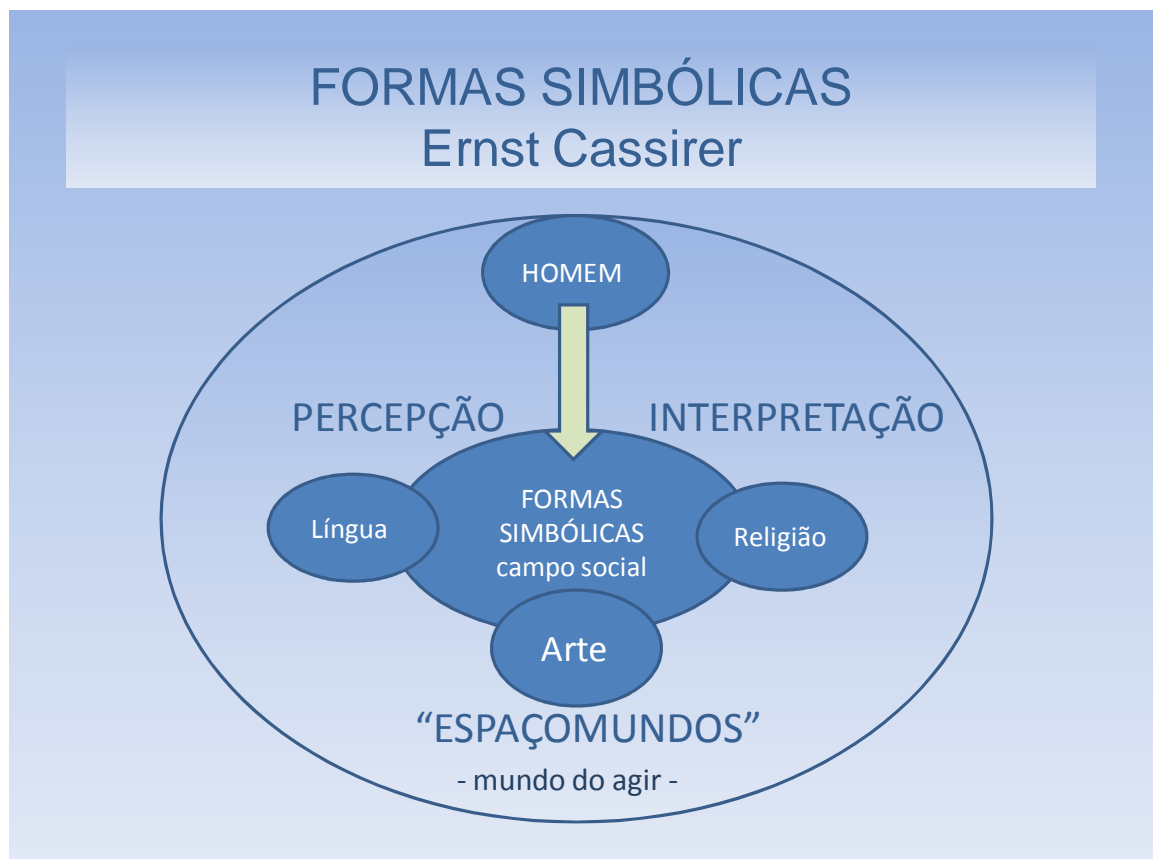 FORMAS SIMBÓLICAS
Ernst Cassirer
HOMEM
PERCEPÇÃO
INTERPRETAÇÃO
FORMAS
SIMBÓLICAS
campo social
Língua
Religião
Arte
“ESPAÇOMUNDOS”
- mundo do agir -